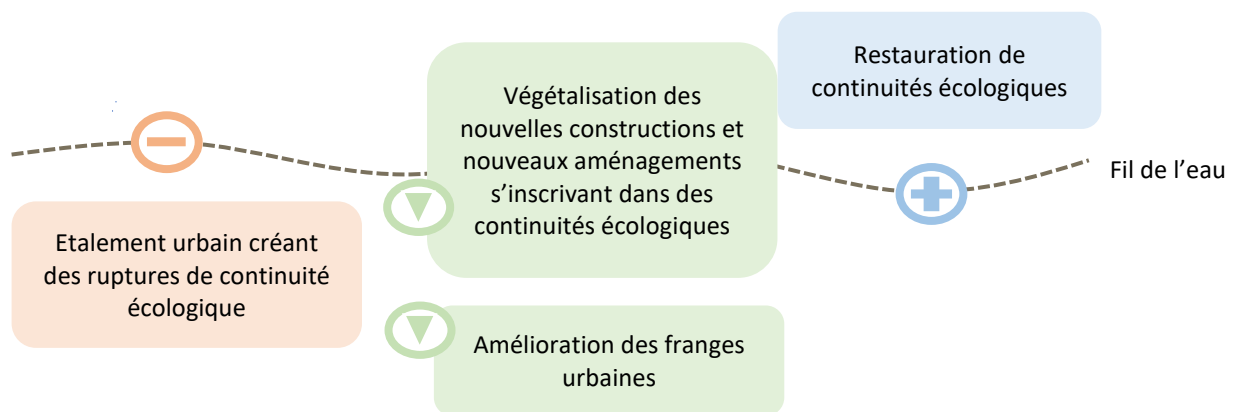 Restauration de
continuités écologiques
Végétalisation des
nouvelles constructions et
nouveaux aménagements
s’inscrivant dans des
continuités écologiques
Fil de l’eau
Etalement urbain créant
des ruptures de continuité
écologique
Amélioration des franges
urbaines